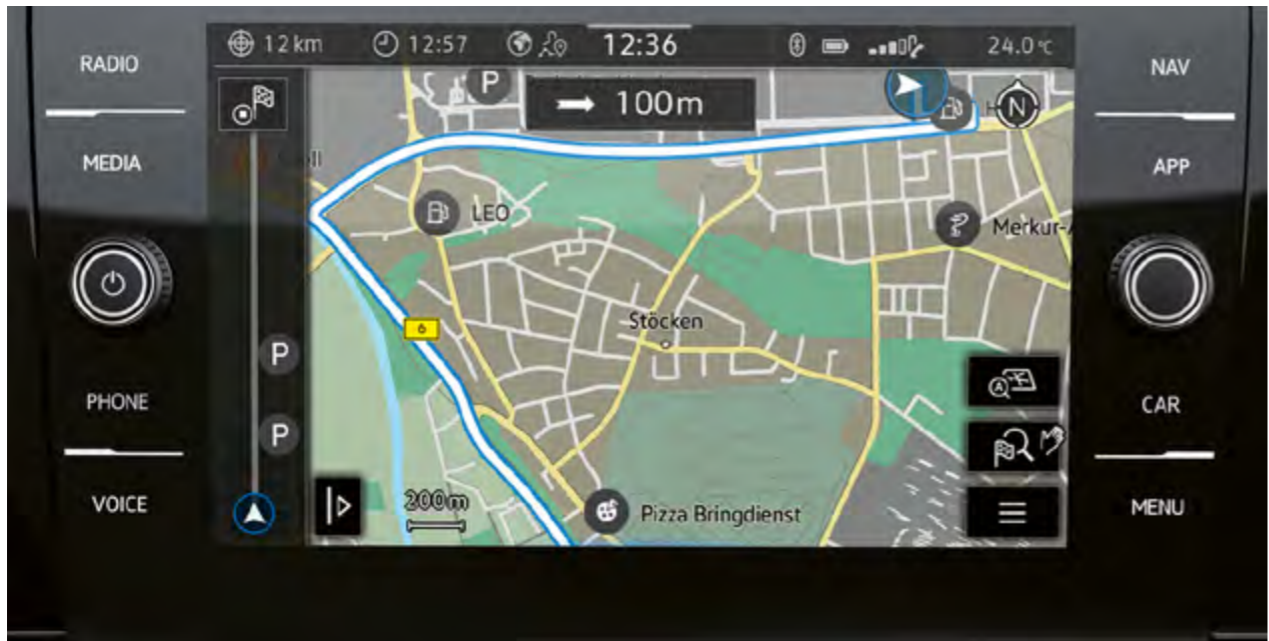 RADIO
MEDIA
PHONE
VOICE
12 km
12:57
12:36
24.0 °C
P
100m
N
LEO
Merkur-
6
Stöcken
P
P
200m
Pizza Bringdienst
NAV
APP
CAR
MENU